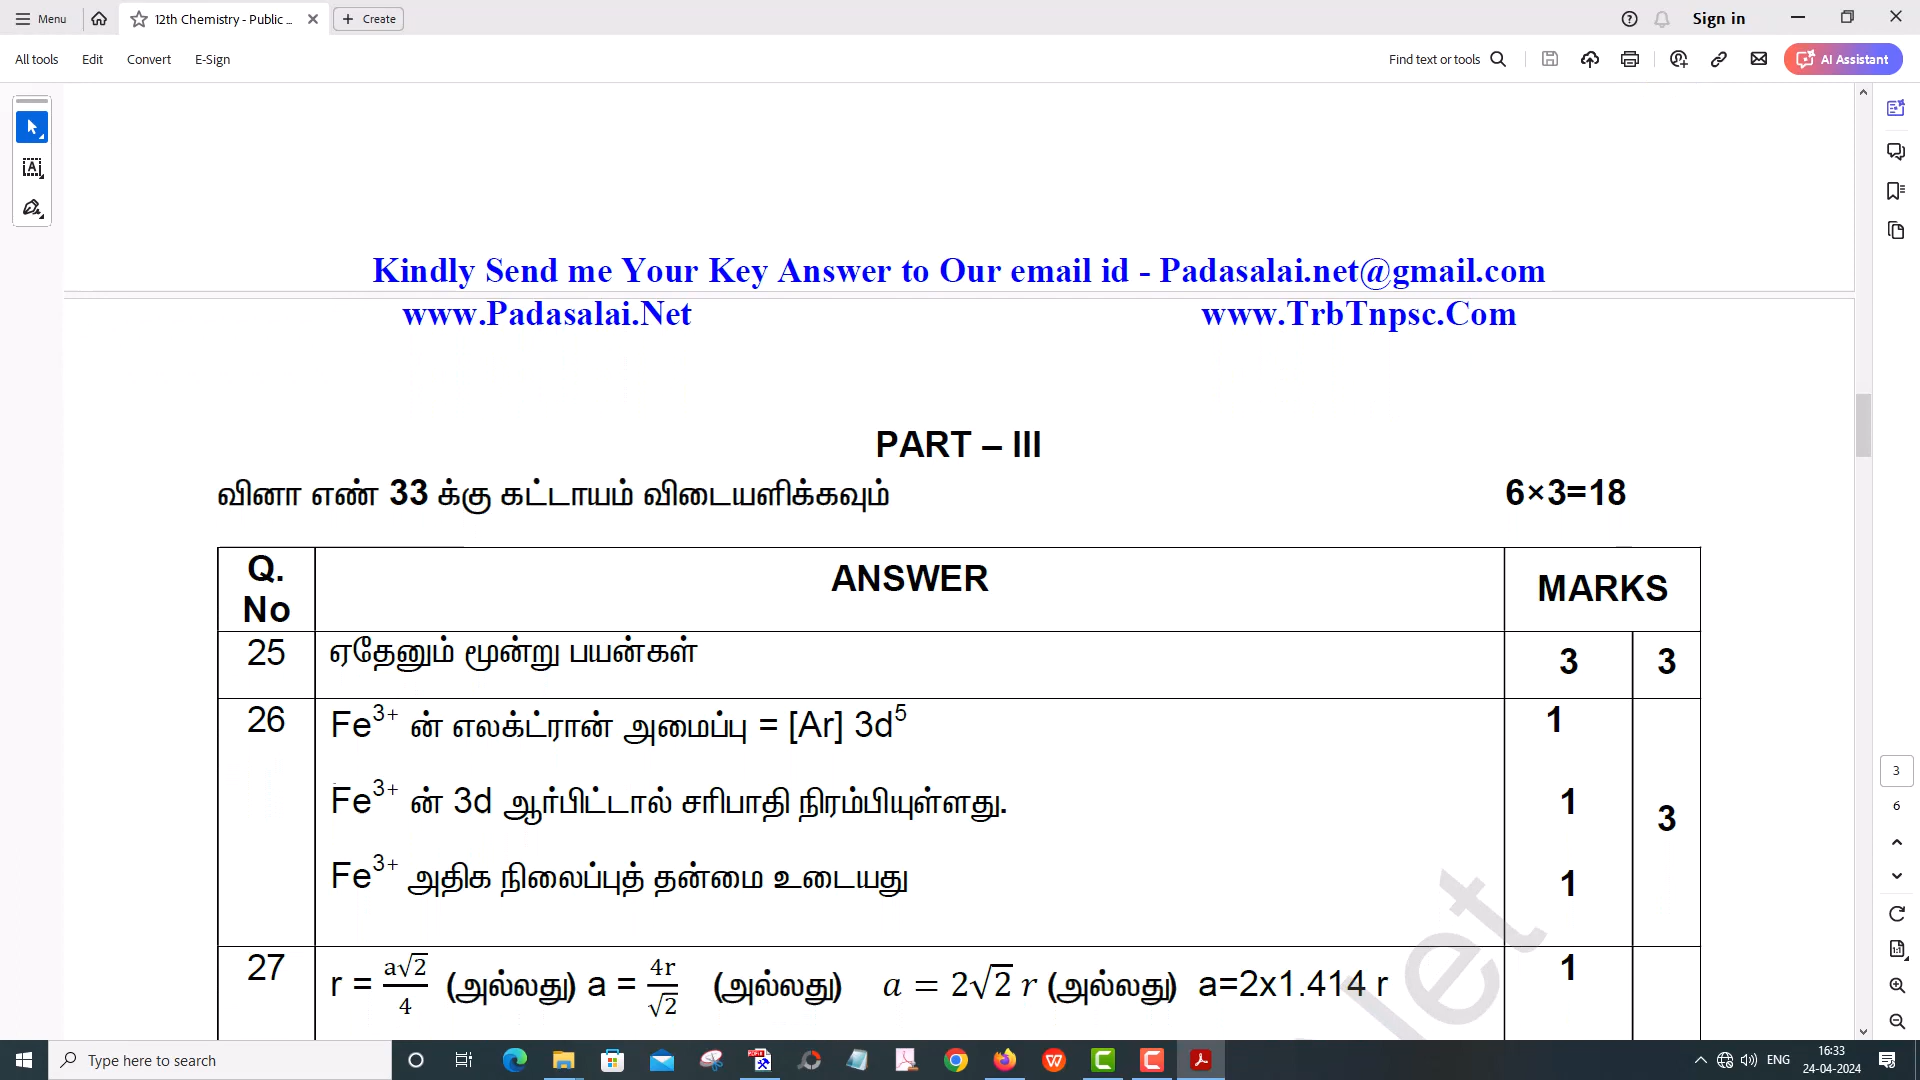 Menu
12th Chemistry - Public ...
Create
Sign in
All tools Edit Convert E-Sign
Find text or tools
AI Assistant
Kindly Send me Your Key Answer to Our email id - Padasalai.net@gmail.com
www.Padasalai.Net www.TrbTnpsc.Com
PART – III
வினா எண் 33 க்கு கட்டாயம் விடையளிக்கவும் 6×3=18
Q. No ANSWER MARKS
25 ஏதேனும் மூன்று பயன்கள் 3 3
26 Fe³⁺ ன் எலக்ட்ரான் அமைப்பு = [Ar] 3d⁵ 1
Fe³⁺ ன் 3d ஆர்பிட்டால் சரிபாதி நிரம்பியுள்ளது. 1 3
Fe³⁺ அதிக நிலைப்புத் தன்மை உடையது 1
27 r = a√2/4 (அல்லது) a = 4r/√2 (அல்லது) a = 2√2 r (அல்லது) a=2x1.414 r 1
let
3
6
Type here to search
ENG
16:33
24-04-2024